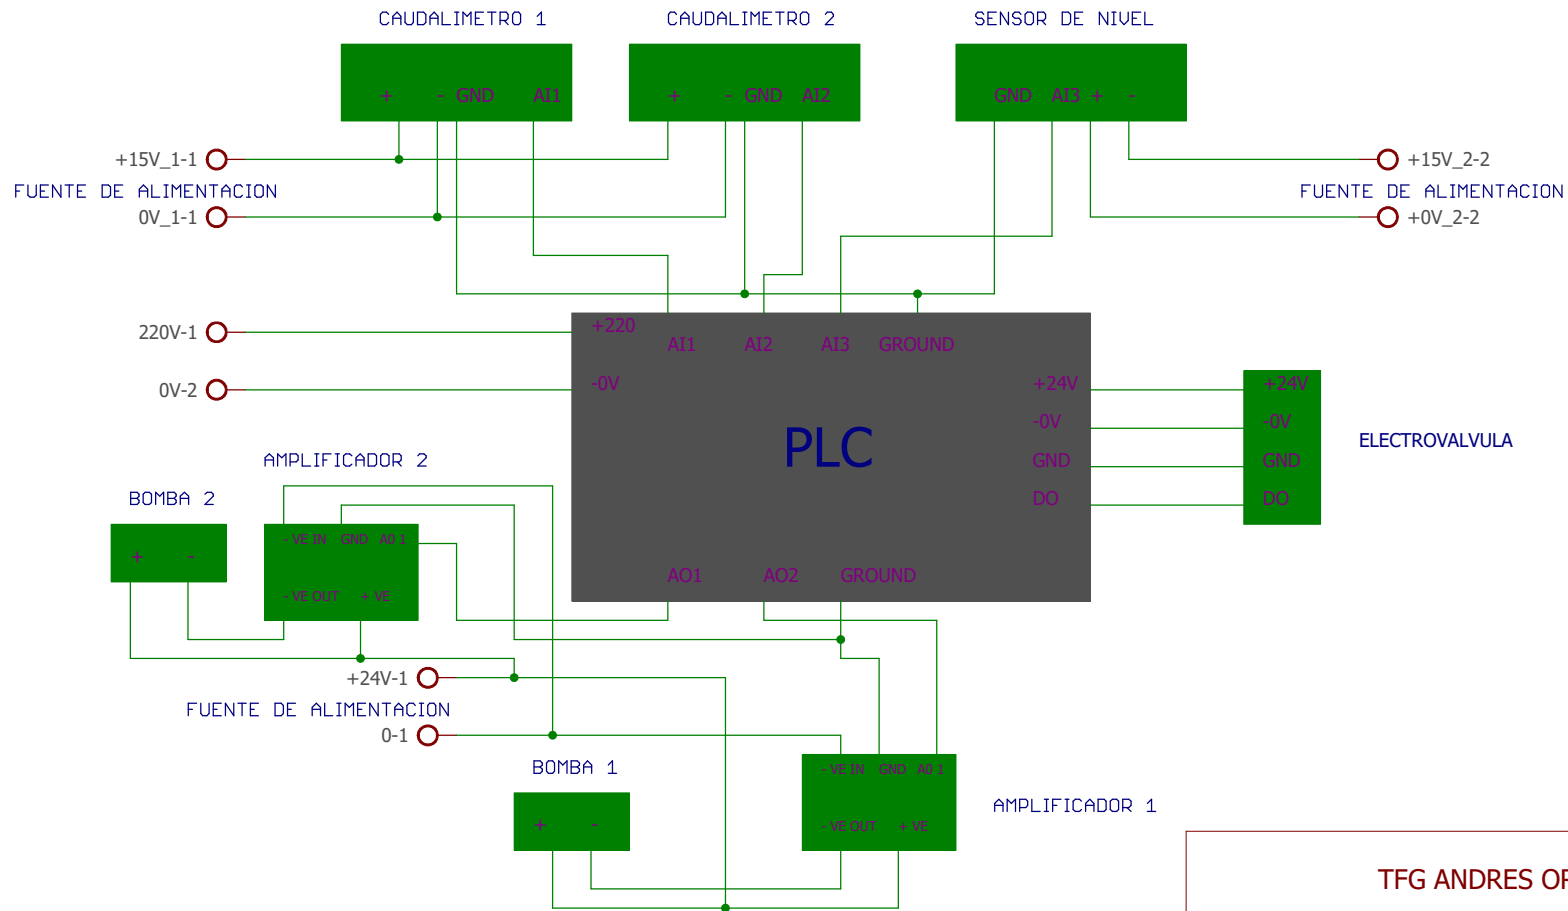 CAUDALIMETRO 1 CAUDALIMETRO 2 SENSOR DE NIVEL
+ - GND AI1 + - GND AI2 GND AI3 + -
+15V_1-1 +15V_2-2
FUENTE DE ALIMENTACION FUENTE DE ALIMENTACION
0V_1-1 +0V_2-2
220V-1 +220
AI1 AI2 AI3 GROUND
0V-2 -0V +24V +24V
-0V -0V
ELECTROVALVULA
PLC
AMPLIFICADOR 2 GND GND
BOMBA 2 DO DO
- VE IN GND A0 1
+ -
AO1 AO2 GROUND
- VE OUT + VE
+24V-1
FUENTE DE ALIMENTACION
0-1
BOMBA 1 - VE IN GND A0 1
AMPLIFICADOR 1
+ - - VE OUT + VE
TFG ANDRES